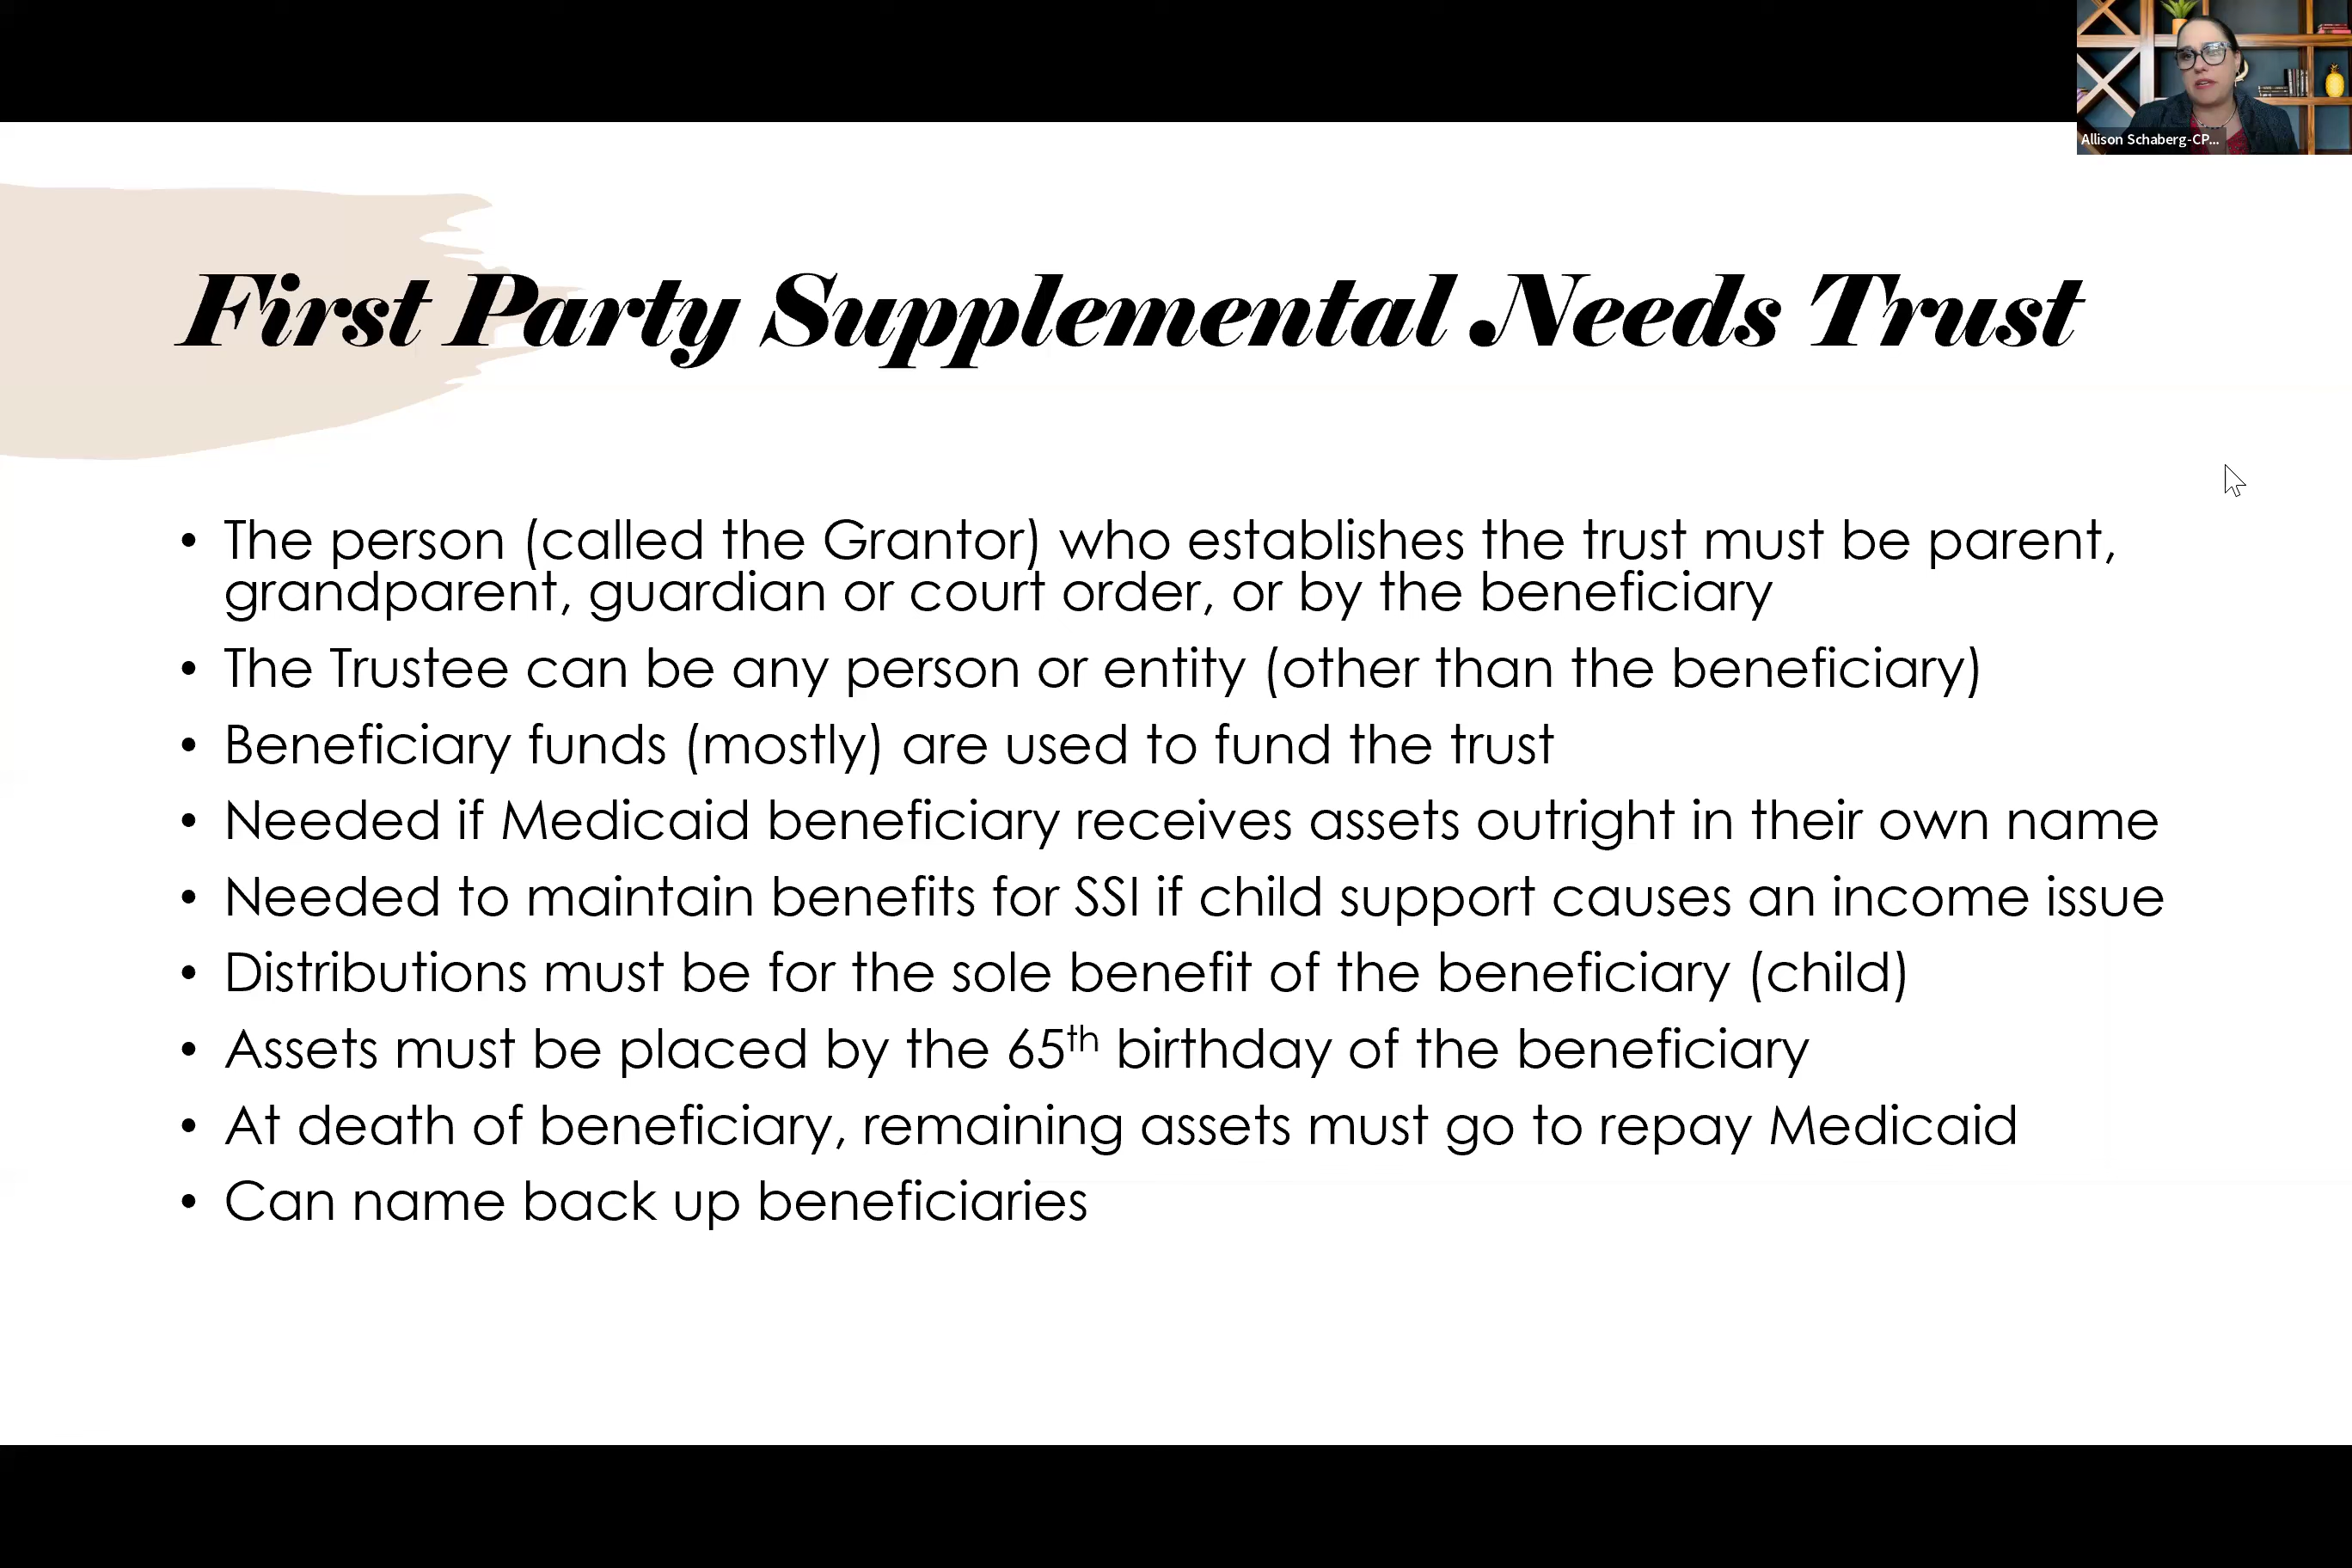 Allison Schaberg-CP...
First Party Supplemental Needs Trust
• The person (called the Grantor) who establishes the trust must be parent,
grandparent, guardian or court order, or by the beneficiary
• The Trustee can be any person or entity (other than the beneficiary)
• Beneficiary funds (mostly) are used to fund the trust
• Needed if Medicaid beneficiary receives assets outright in their own name
• Needed to maintain benefits for SSI if child support causes an income issue
• Distributions must be for the sole benefit of the beneficiary (child)
• Assets must be placed by the 65th birthday of the beneficiary
• At death of beneficiary, remaining assets must go to repay Medicaid
• Can name back up beneficiaries